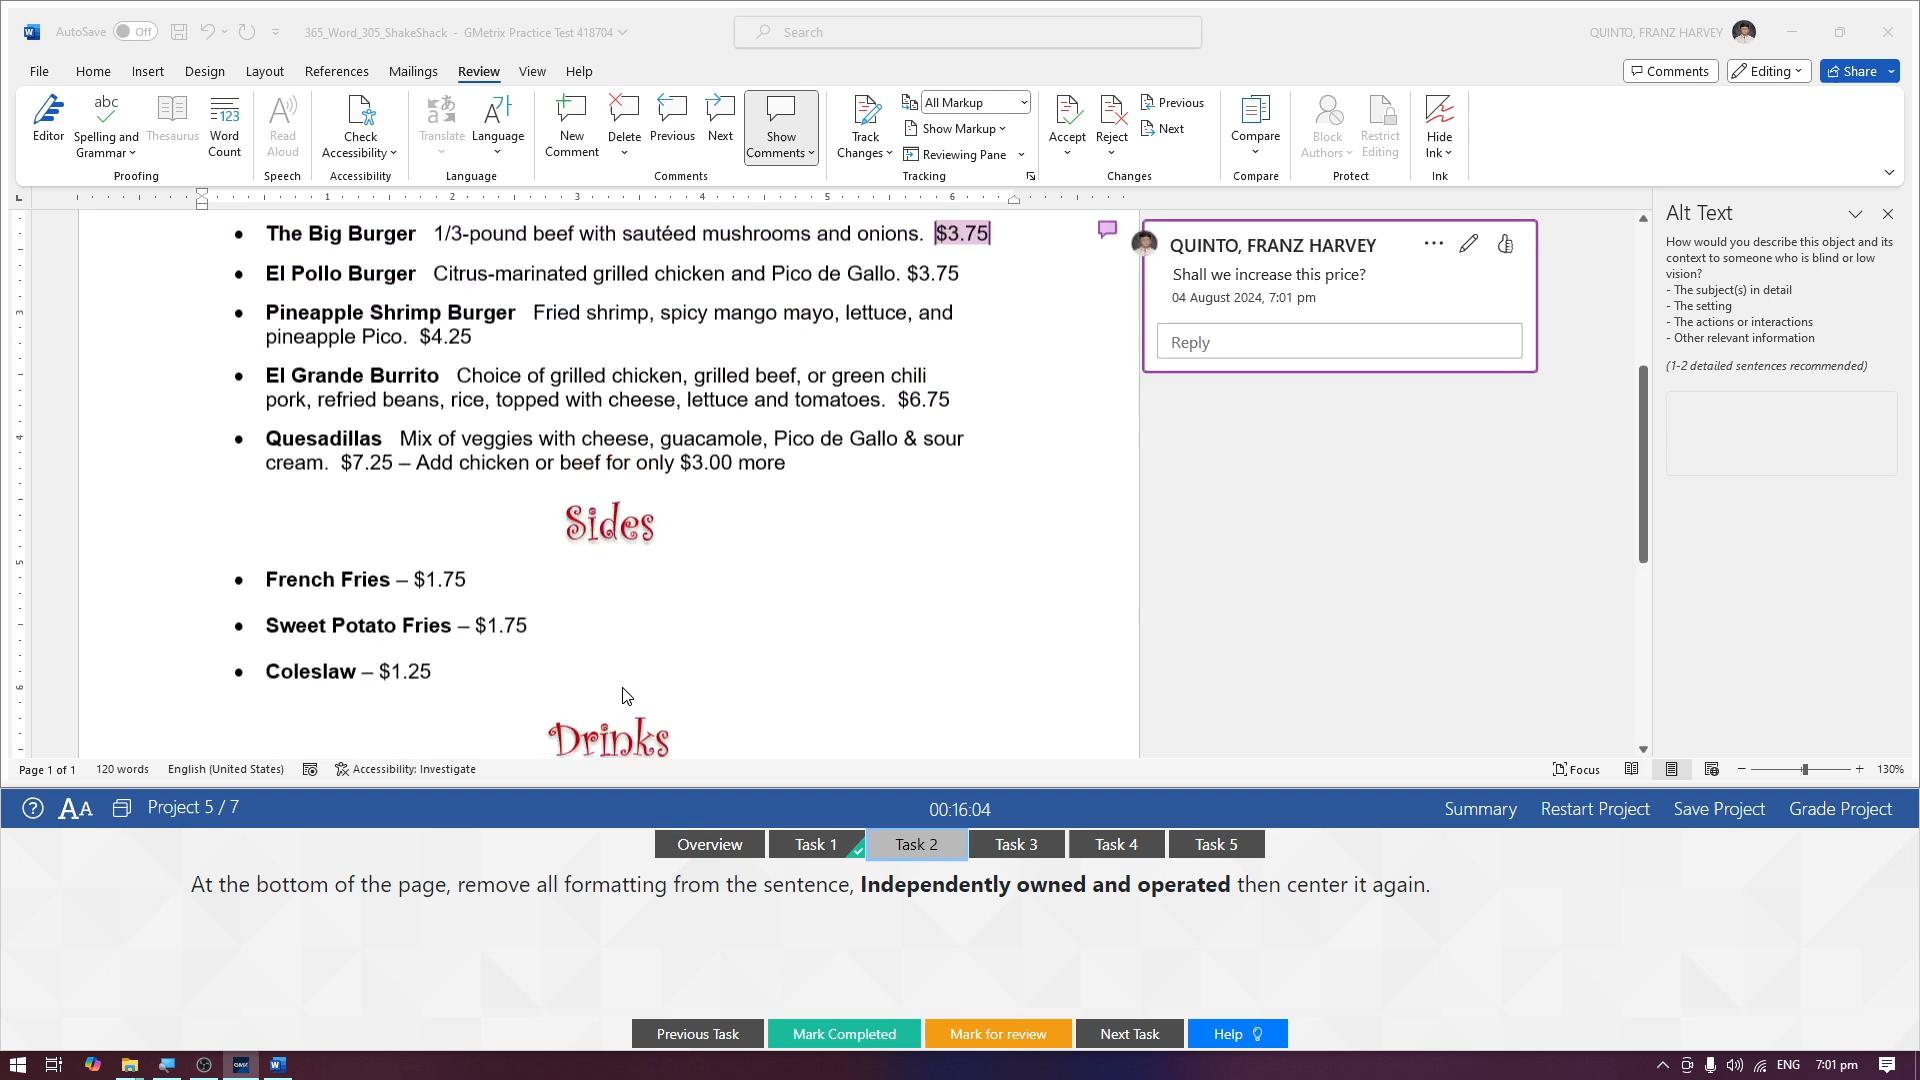 AutoSave Off 365_Word_305_ShakeShack - GMetrix Practice Test 418704 Search QUINTO, FRANZ HARVEY
File Home Insert Design Layout References Mailings Review View Help Comments Editing Share
Editor
Spelling and Grammar
Thesaurus
Word Count
Read Aloud
Check Accessibility
Translate
Language
New Comment
Delete
Previous
Next
Show Comments
Track Changes
All Markup
Show Markup
Reviewing Pane
Accept
Reject
Previous
Next
Compare
Block Authors
Restrict Editing
Hide Ink
Proofing Speech Accessibility Language Comments Tracking Changes Compare Protect Ink
1 2 3 4 5 6
The Big Burger 1/3-pound beef with sautéed mushrooms and onions. $3.75
El Pollo Burger Citrus-marinated grilled chicken and Pico de Gallo. $3.75
Pineapple Shrimp Burger Fried shrimp, spicy mango mayo, lettuce, and
pineapple Pico. $4.25
El Grande Burrito Choice of grilled chicken, grilled beef, or green chili
pork, refried beans, rice, topped with cheese, lettuce and tomatoes. $6.75
Quesadillas Mix of veggies with cheese, guacamole, Pico de Gallo & sour
cream. $7.25 – Add chicken or beef for only $3.00 more
Sides
French Fries – $1.75
Sweet Potato Fries – $1.75
Coleslaw – $1.25
Drinks
QUINTO, FRANZ HARVEY
Shall we increase this price?
04 August 2024, 7:01 pm
Reply
Alt Text
How would you describe this object and its
context to someone who is blind or low
vision?
- The subject(s) in detail
- The setting
- The actions or interactions
- Other relevant information
(1-2 detailed sentences recommended)
Page 1 of 1 120 words English (United States) Accessibility: Investigate Focus 130%
Project 5 / 7 00:16:04 Summary Restart Project Save Project Grade Project
Overview Task 1 Task 2 Task 3 Task 4 Task 5
At the bottom of the page, remove all formatting from the sentence, Independently owned and operated then center it again.
Previous Task Mark Completed Mark for review Next Task Help
ENG 7:01 pm